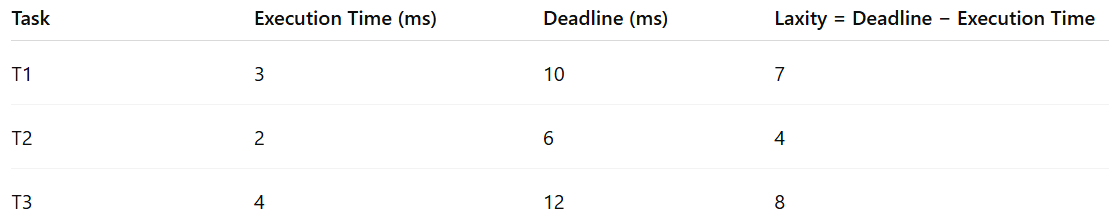 Task Execution Time (ms) Deadline (ms) Laxity = Deadline − Execution Time
T1 3 10 7
T2 2 6 4
T3 4 12 8